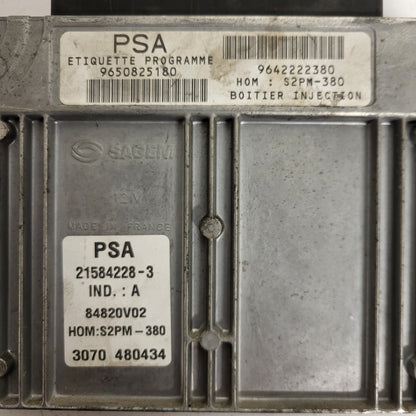 PSA
ETIQUETTE PROGRAMME
9650825180
9642222380
HOM : S2PM-380
BOITIER INJECTION
SAGEM
12V
MADE IN FRANCE
PSA
21584228-3
IND. : A
84820V02
HOM:S2PM-380
3070 480434